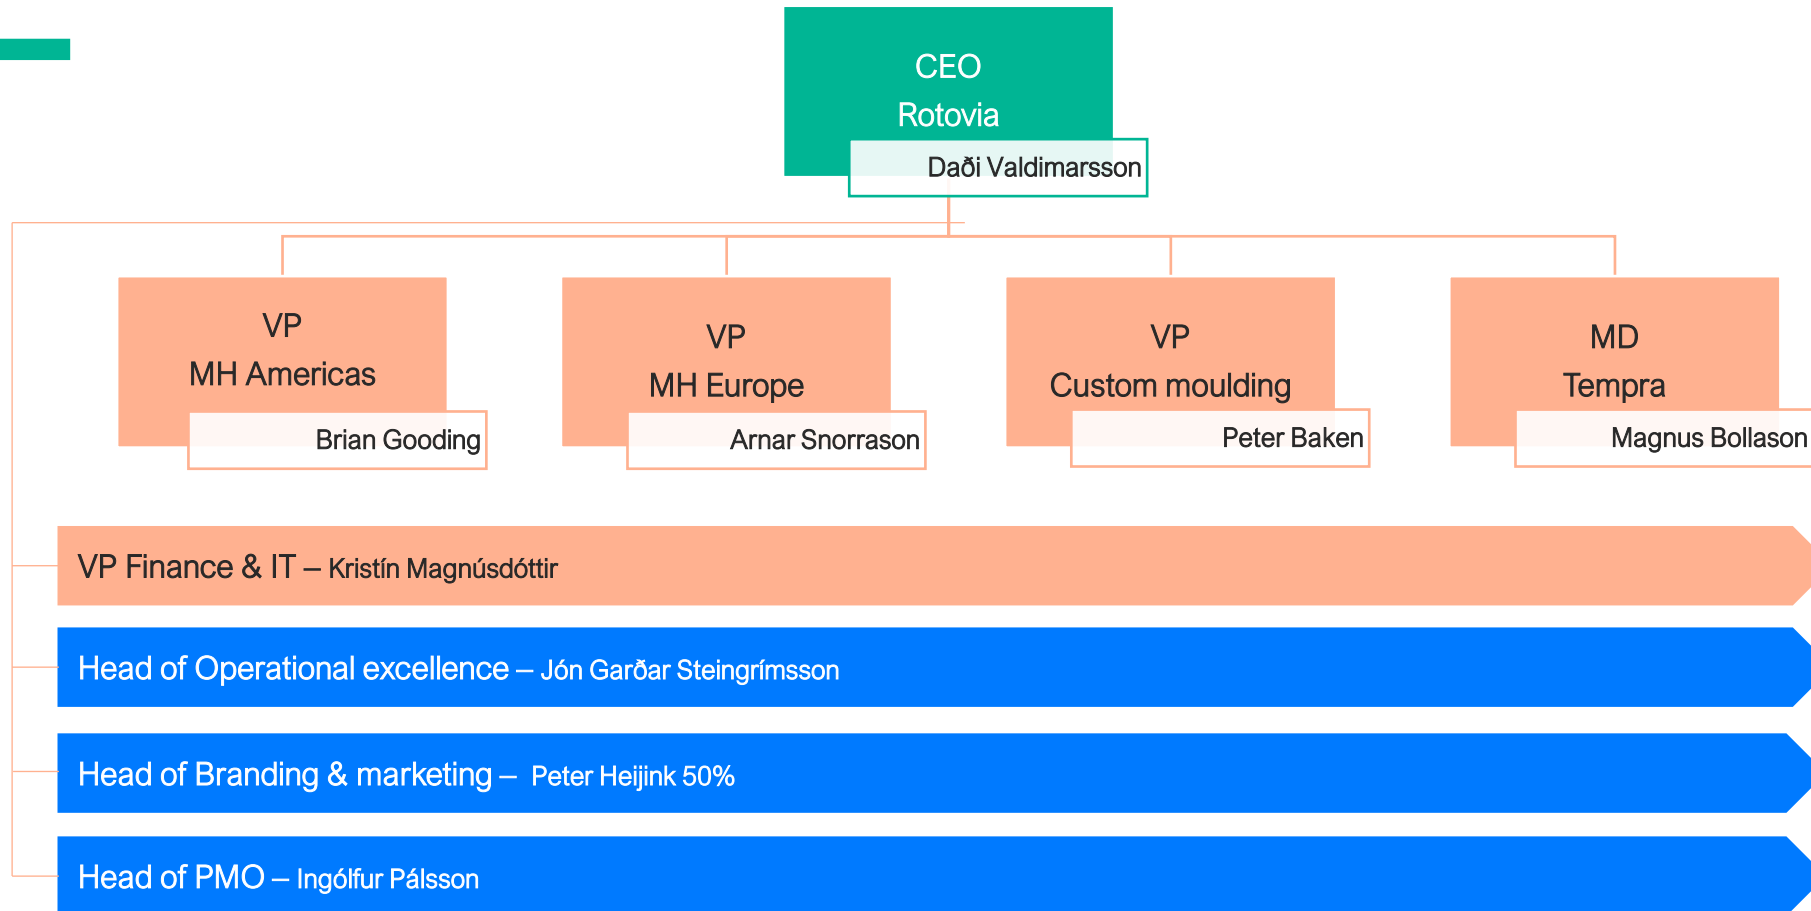 CEO
Rotovia
Daði Valdimarsson
VP
MH Americas
Brian Gooding
VP
MH Europe
Arnar Snorrason
VP
Custom moulding
Peter Baken
MD
Tempra
Magnus Bollason
VP Finance & IT – Kristín Magnúsdóttir
Head of Operational excellence – Jón Garðar Steingrímsson
Head of Branding & marketing – Peter Heijink 50%
Head of PMO – Ingólfur Pálsson